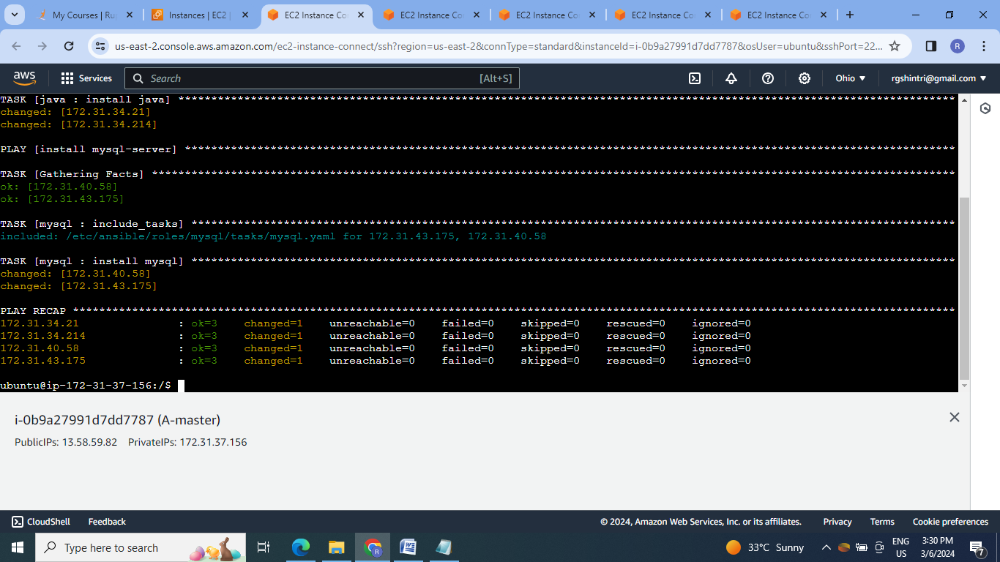 My Courses | Ru
Instances | EC2 |
EC2 Instance Co
EC2 Instance Co
EC2 Instance Co
EC2 Instance Co
EC2 Instance Co
us-east-2.console.aws.amazon.com/ec2-instance-connect/ssh?region=us-east-2&connType=standard&instanceId=i-0b9a27991d7dd7787&osUser=ubuntu&sshPort=22...
R
aws
Services
Search
[Alt+S]
Ohio
rgshintri@gmail.com
TASK [java : install java] **********************************************************************************************************************
changed: [172.31.34.21]
changed: [172.31.34.214]
PLAY [install mysql-server] *********************************************************************************************************************
TASK [Gathering Facts] **************************************************************************************************************************
ok: [172.31.40.58]
ok: [172.31.43.175]
TASK [mysql : include_tasks] ********************************************************************************************************************
included: /etc/ansible/roles/mysql/tasks/mysql.yaml for 172.31.43.175, 172.31.40.58
TASK [mysql : install mysql] ********************************************************************************************************************
changed: [172.31.40.58]
changed: [172.31.43.175]
PLAY RECAP **************************************************************************************************************************************
172.31.34.21 : ok=3 changed=1 unreachable=0 failed=0 skipped=0 rescued=0 ignored=0
172.31.34.214 : ok=3 changed=1 unreachable=0 failed=0 skipped=0 rescued=0 ignored=0
172.31.40.58 : ok=3 changed=1 unreachable=0 failed=0 skipped=0 rescued=0 ignored=0
172.31.43.175 : ok=3 changed=1 unreachable=0 failed=0 skipped=0 rescued=0 ignored=0
ubuntu@ip-172-31-37-156:/$
i-0b9a27991d7dd7787 (A-master)
PublicIPs: 13.58.59.82 PrivateIPs: 172.31.37.156
CloudShell
Feedback
© 2024, Amazon Web Services, Inc. or its affiliates.
Privacy
Terms
Cookie preferences
Type here to search
R
W
33°C Sunny
ENG
US
3:30 PM
3/6/2024
7